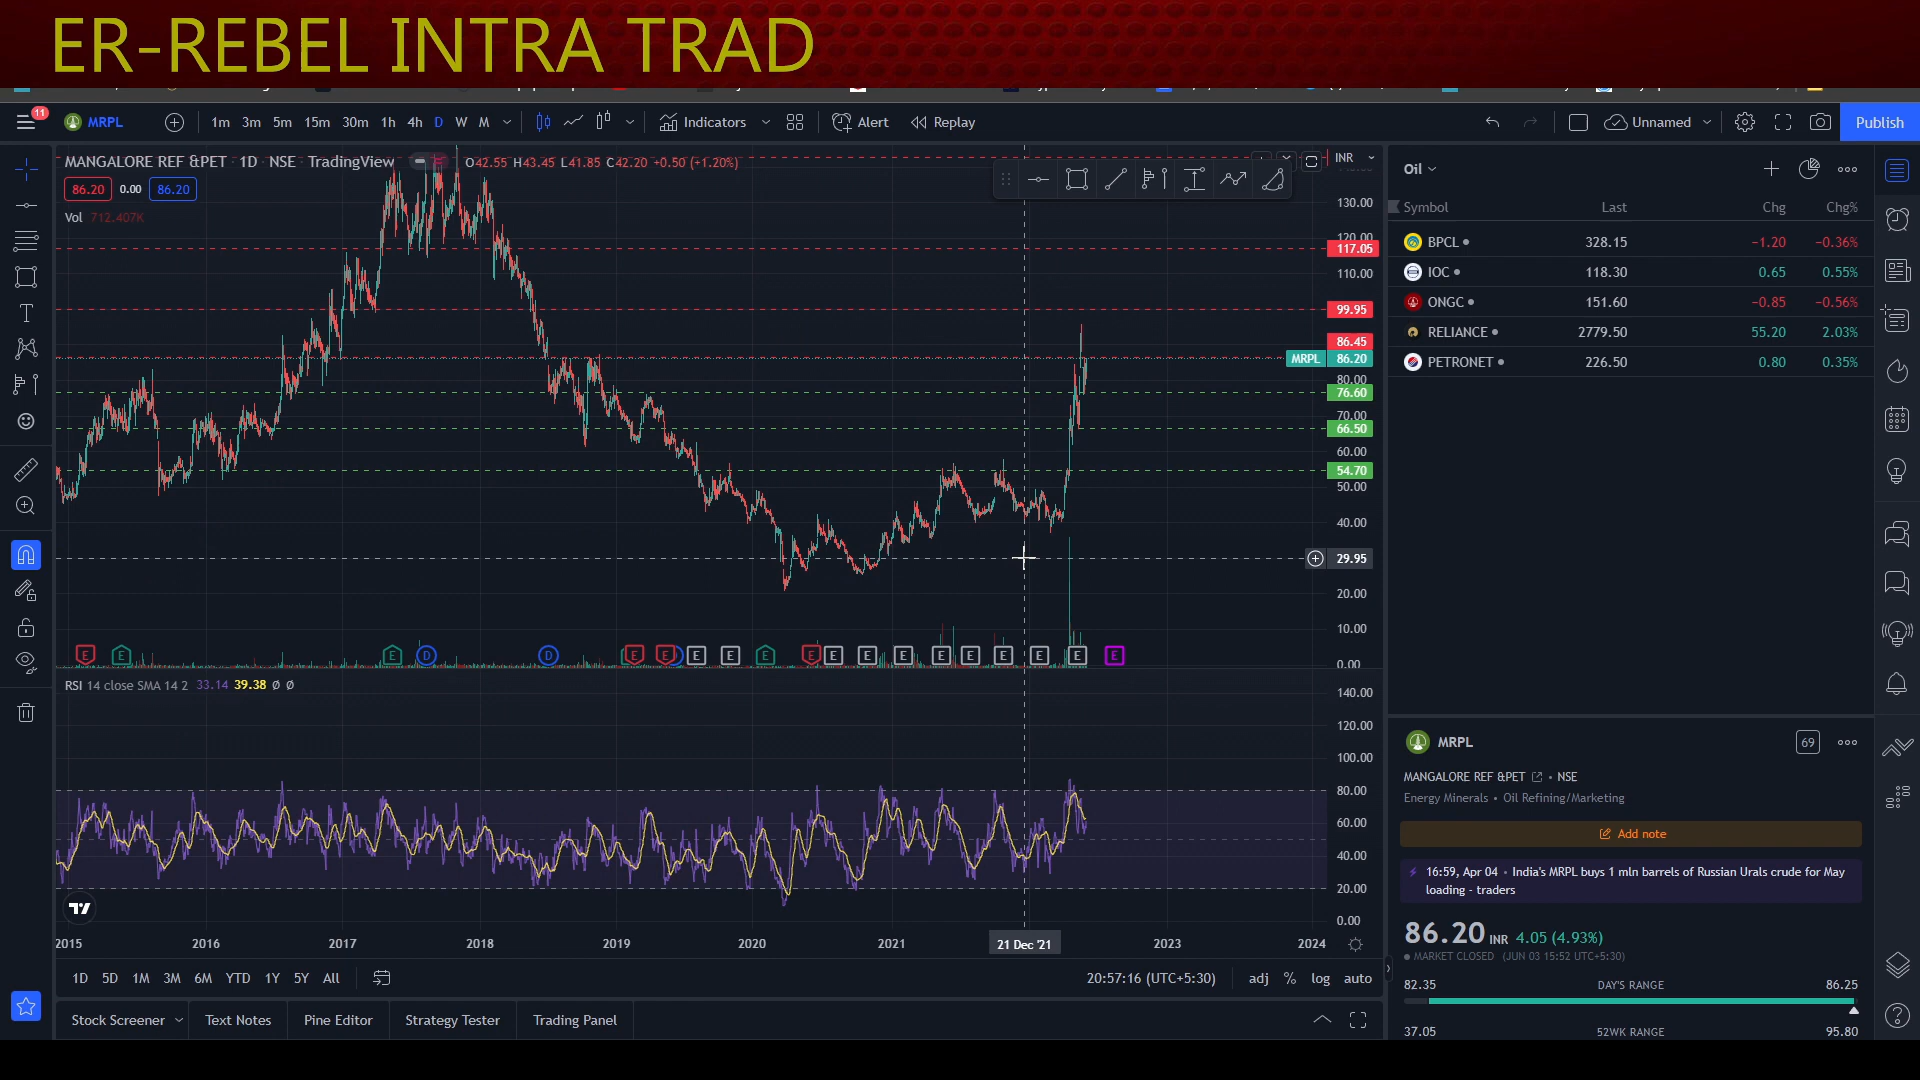 ER-REBEL INTRA TRAD
11
MRPL
1m 3m 5m 15m 30m 1h 4h D W M
Indicators
Alert
Replay
Unnamed
Publish
MANGALORE REF &PET · 1D · NSE · TradingView
O42.55 H43.45 L41.85 C42.20 +0.50 (+1.20%)
INR
86.20 0.00 86.20
Vol 712.407K
130.00
120.00
117.05
110.00
99.95
86.45
MRPL 86.20
80.00
76.60
70.00
66.50
60.00
54.70
50.00
40.00
29.95
20.00
10.00
0.00
E E E D D E E E E E E E E E E E E E E E E
RSI 14 close SMA 14 2 33.14 39.38 Ø Ø
140.00
120.00
100.00
80.00
60.00
40.00
20.00
0.00
2015 2016 2017 2018 2019 2020 2021 21 Dec '21 2023 2024
1D 5D 1M 3M 6M YTD 1Y 5Y All
20:57:16 (UTC+5:30) adj % log auto
Stock Screener Text Notes Pine Editor Strategy Tester Trading Panel
Oil
Symbol Last Chg Chg%
BPCL 328.15 −1.20 −0.36%
IOC 118.30 0.65 0.55%
ONGC 151.60 −0.85 −0.56%
RELIANCE 2779.50 55.20 2.03%
PETRONET 226.50 0.80 0.35%
MRPL 69
MANGALORE REF &PET • NSE
Energy Minerals • Oil Refining/Marketing
Add note
16:59, Apr 04 • India's MRPL buys 1 mln barrels of Russian Urals crude for May
loading - traders
86.20 INR 4.05 (4.93%)
MARKET CLOSED (JUN 03 15:52 UTC+5:30)
82.35 DAY'S RANGE 86.25
37.05 52WK RANGE 95.80